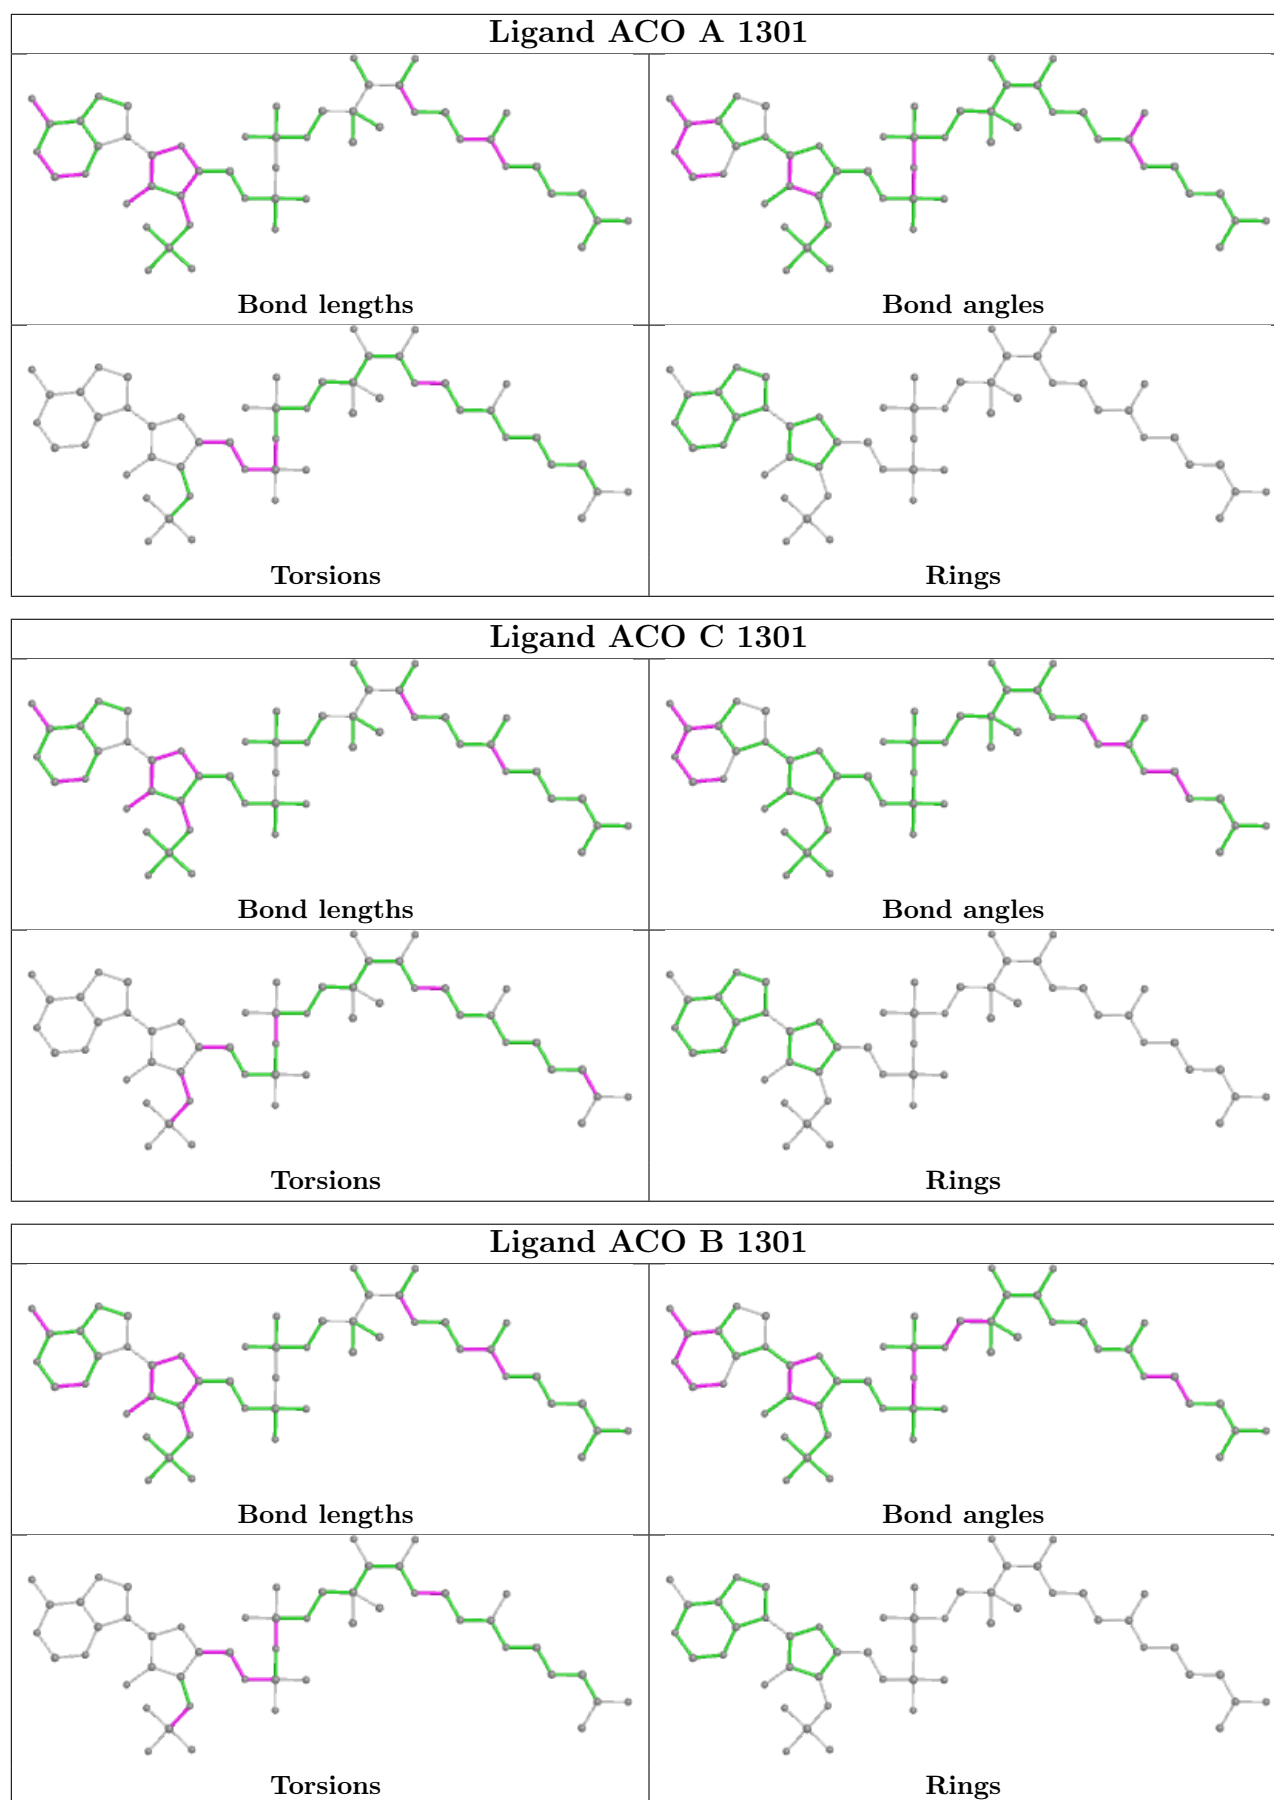 Ligand ACO A 1301
Bond lengths
Bond angles
Torsions
Rings
Ligand ACO C 1301
Bond lengths
Bond angles
Torsions
Rings
Ligand ACO B 1301
Bond lengths
Bond angles
Torsions
Rings